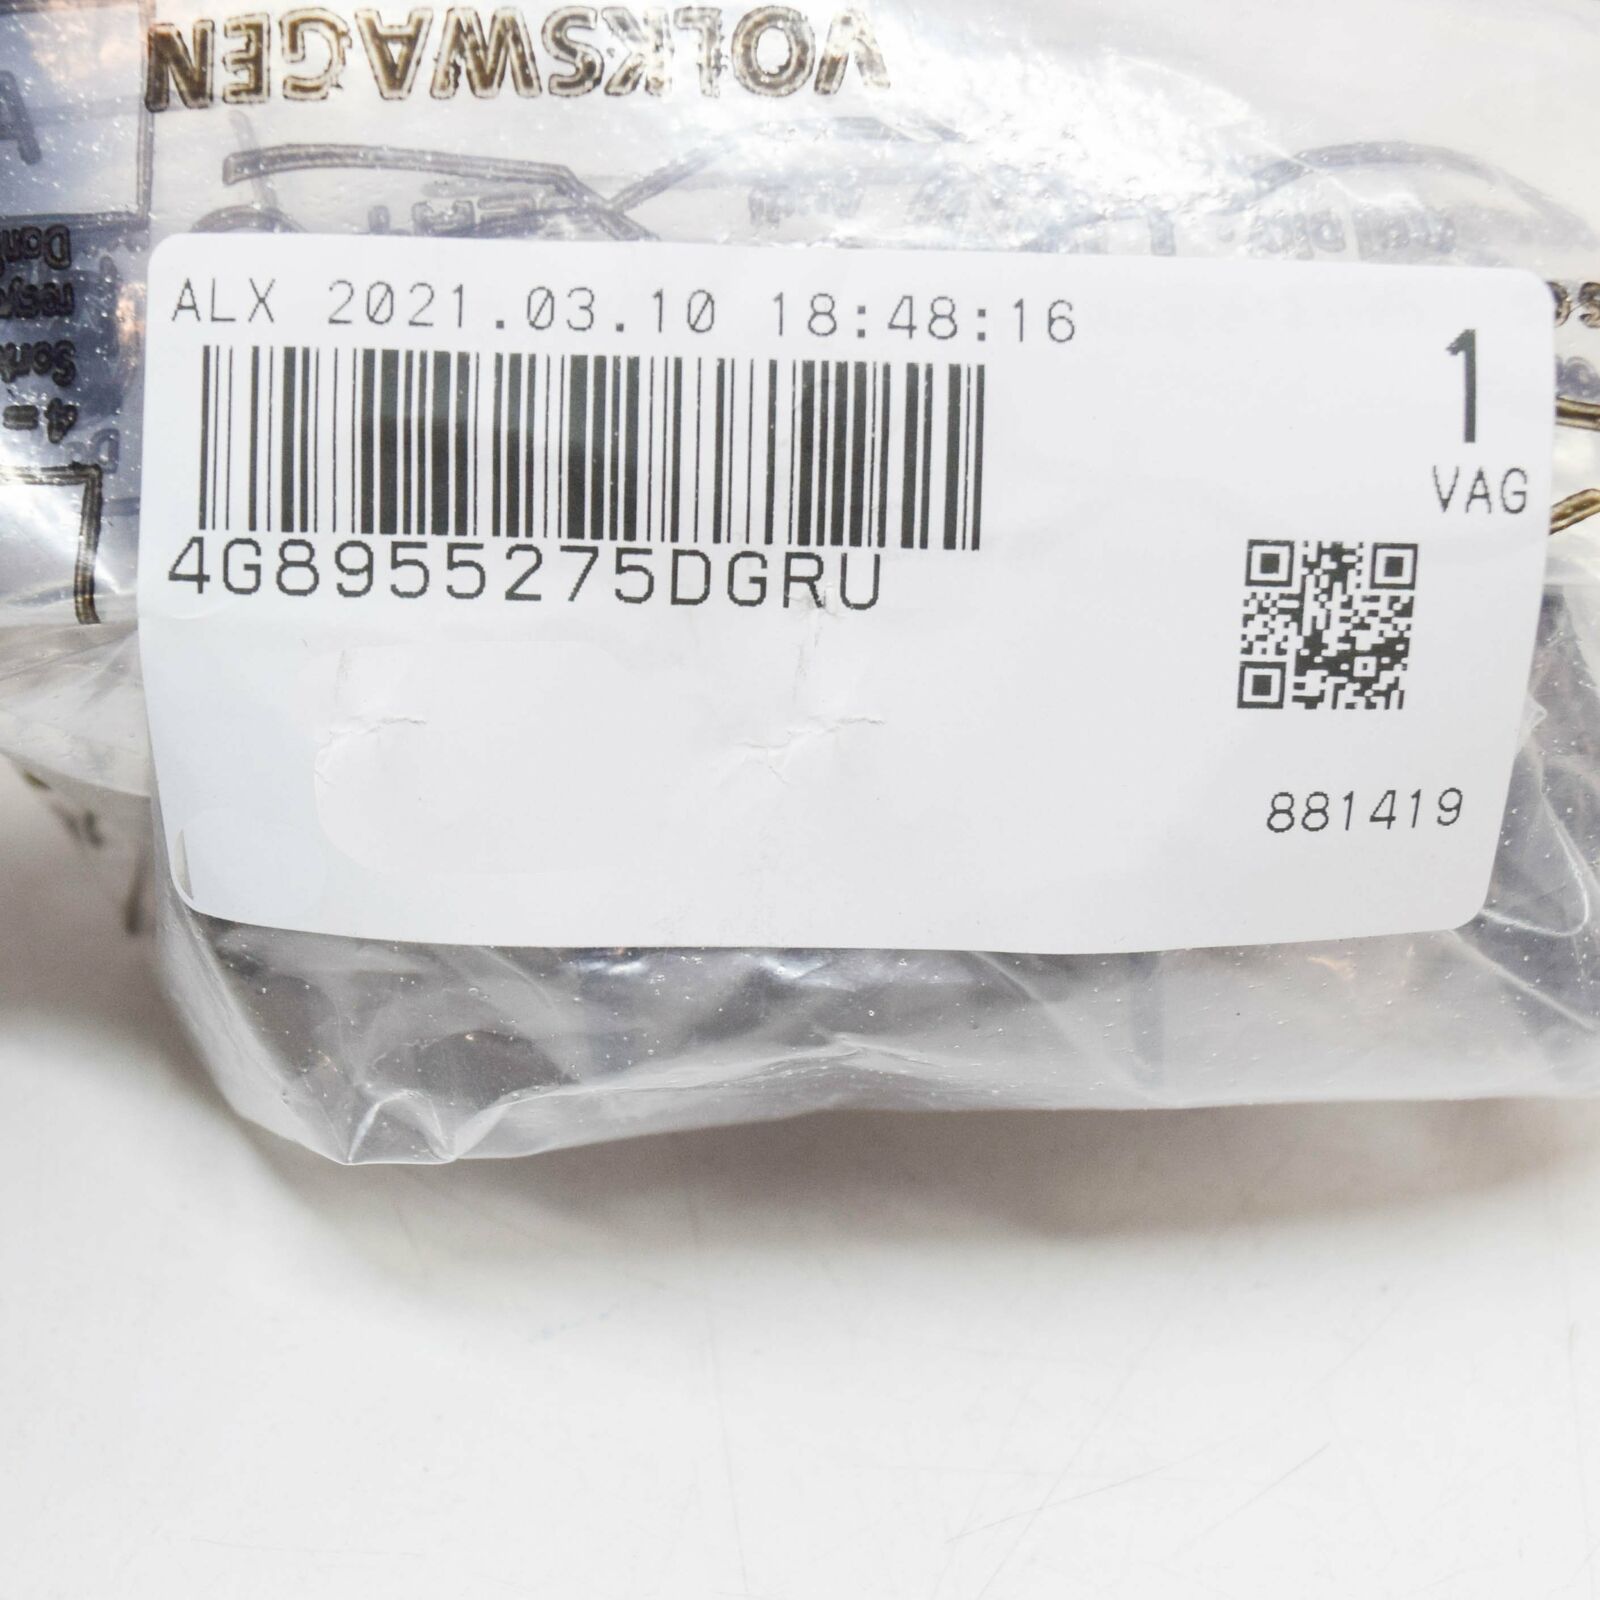 VOLKSWAGEN
ALX 2021.03.10 18:48:16
1
VAG
4G8955275DGRU
881419